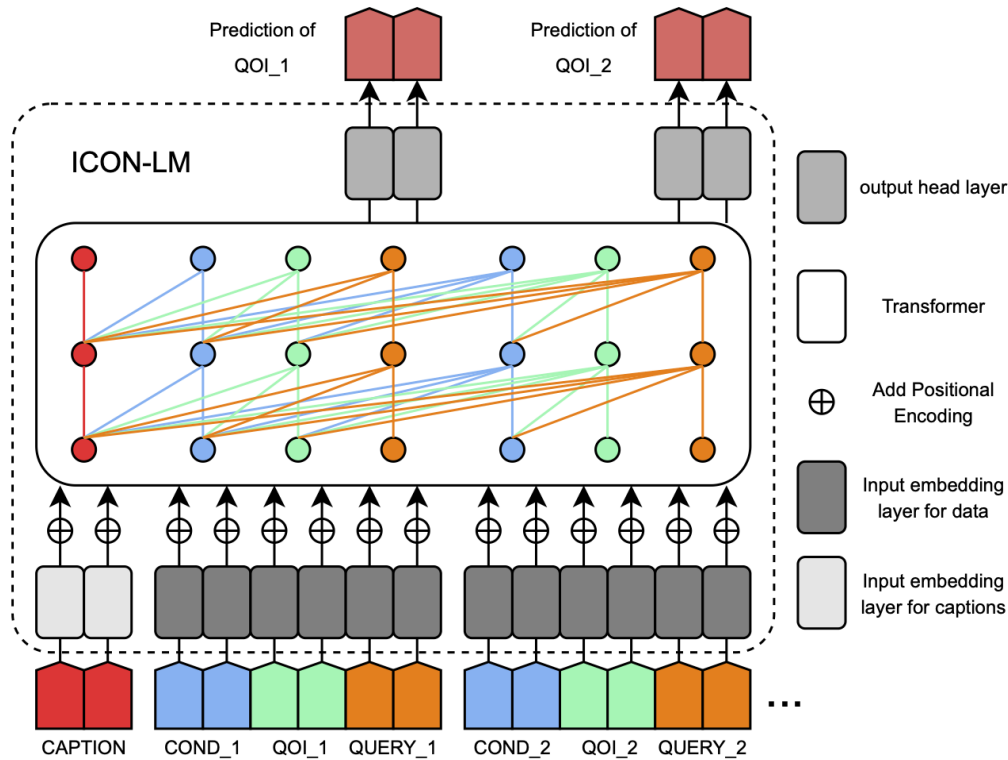 Prediction of
QOI_1
Prediction of
QOI_2
ICON-LM
output head layer
Transformer
Add Positional
Encoding
Input embedding
layer for data
Input embedding
layer for captions
CAPTION
COND_1
QOI_1
QUERY_1
COND_2
QOI_2
QUERY_2
...